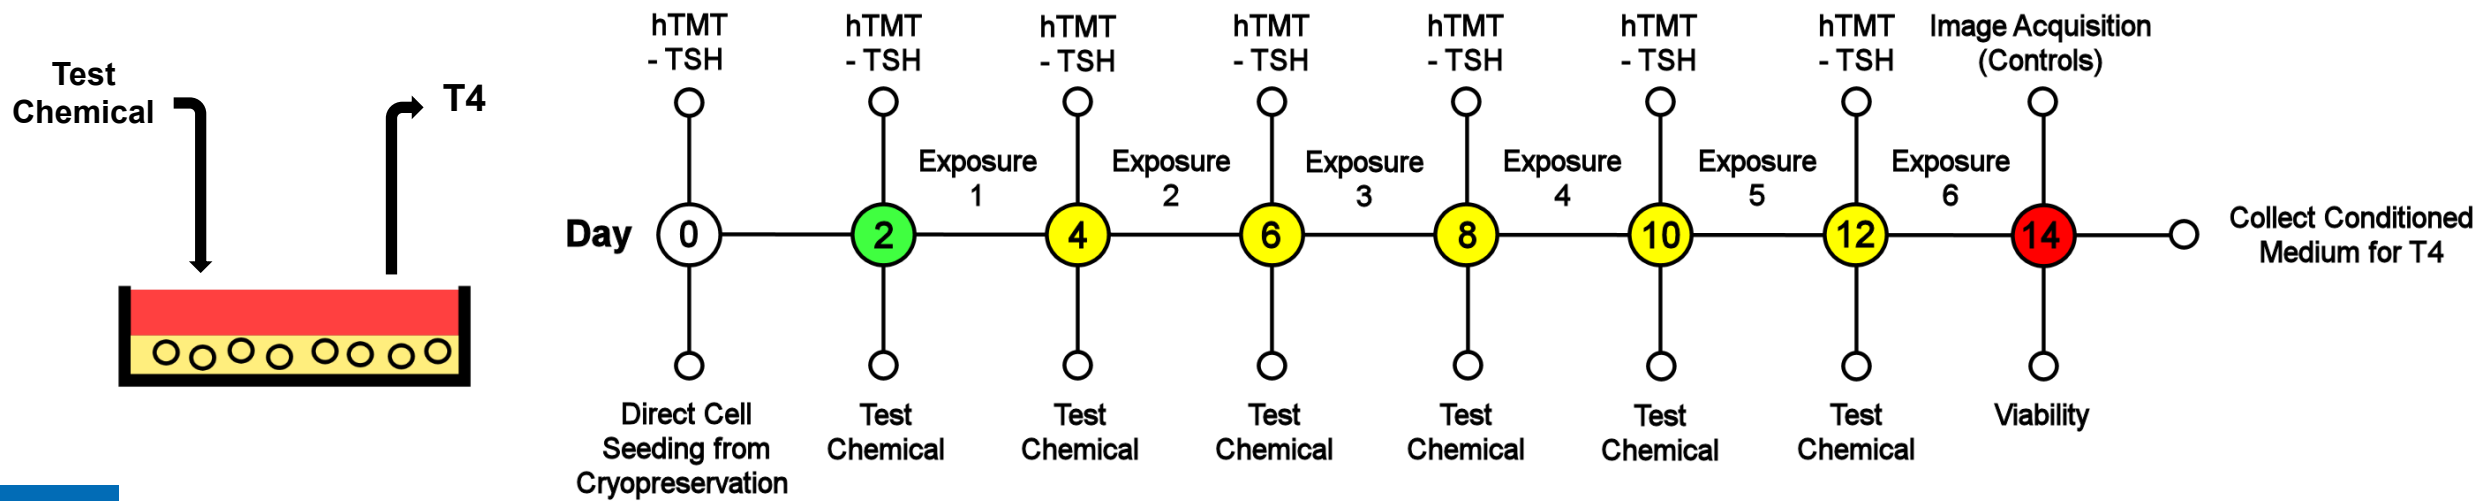 Test
Chemical
T4
hTMT
- TSH
hTMT
- TSH
hTMT
- TSH
hTMT
- TSH
hTMT
- TSH
hTMT
- TSH
hTMT
- TSH
Image Acquisition
(Controls)
Exposure
1
Exposure
2
Exposure
3
Exposure
4
Exposure
5
Exposure
6
Day
0
2
4
6
8
10
12
14
Collect Conditioned
Medium for T4
Direct Cell
Seeding from
Cryopreservation
Test
Chemical
Test
Chemical
Test
Chemical
Test
Chemical
Test
Chemical
Test
Chemical
Viability